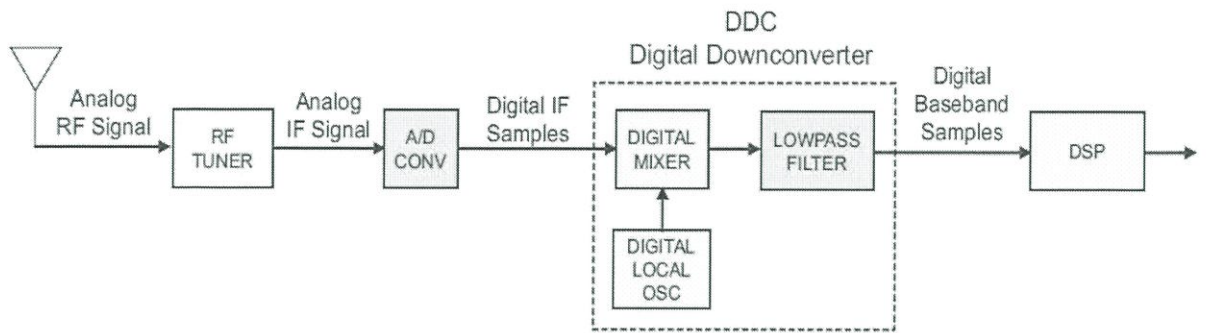 DDC
Digital Downconverter
Analog
RF Signal
RF
TUNER
Analog
IF Signal
A/D
CONV
Digital IF
Samples
DIGITAL
MIXER
LOWPASS
FILTER
Digital
Baseband
Samples
DSP
DIGITAL
LOCAL
OSC